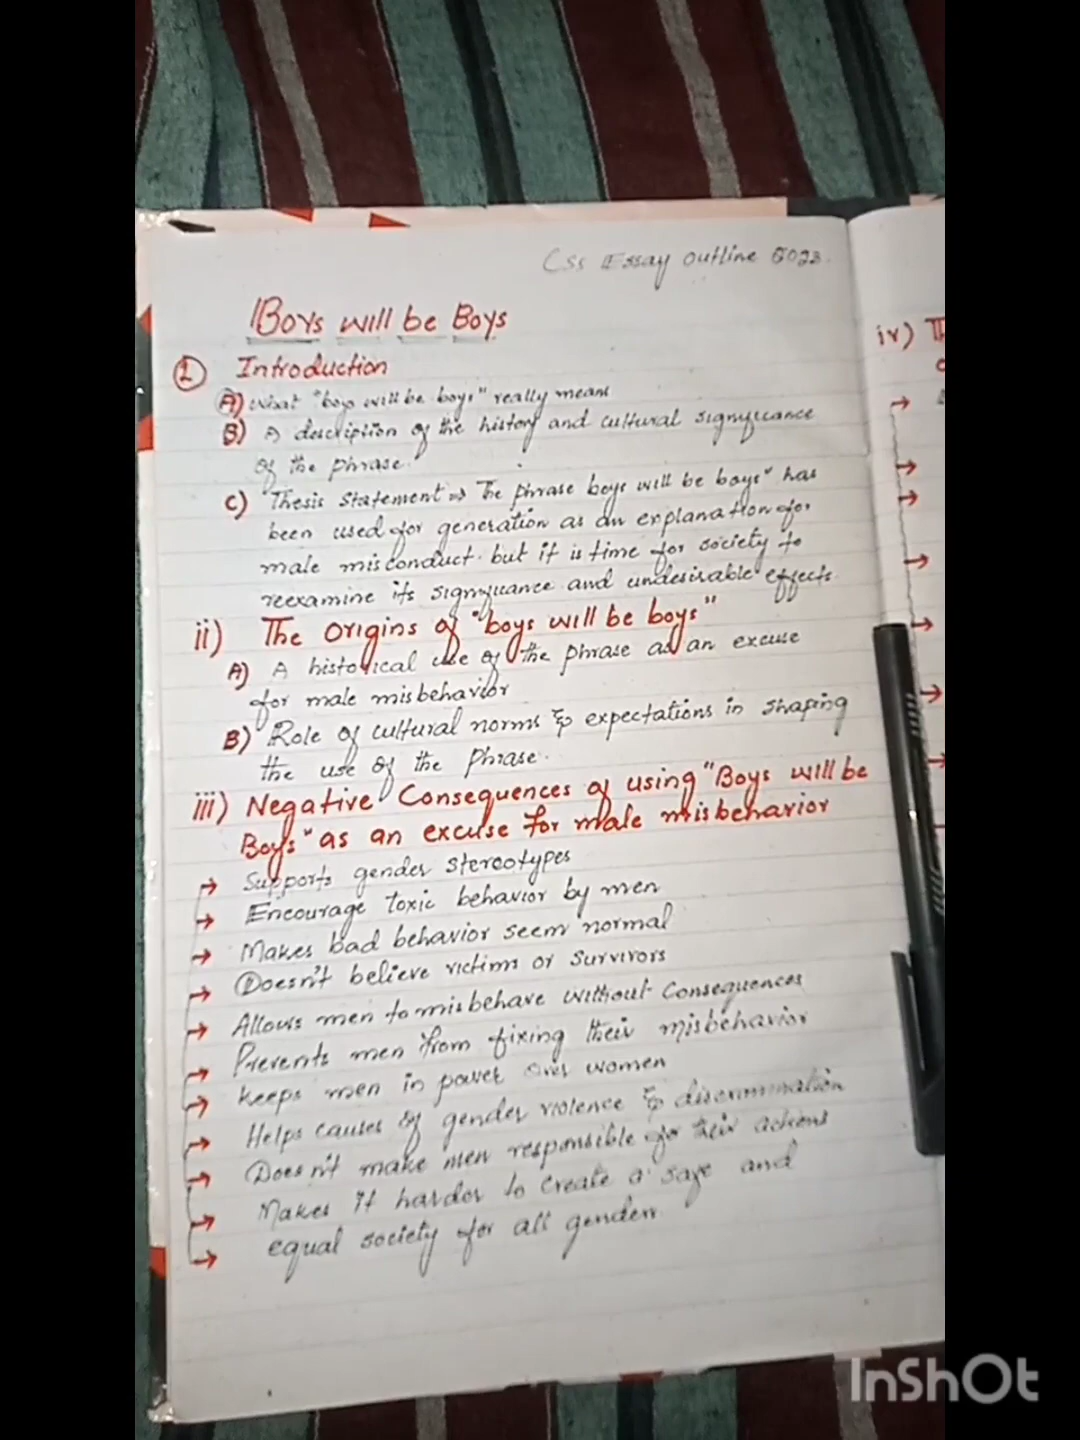 Css Essay outline 2023
Boys will be Boys
1 Introduction
A) What "boys will be boys" really means
B) A description of the history and cultural significance
of the phrase.
C) Thesis Statement => The phrase boys will be boys" has
been used for generation as an explanation for
male misconduct. but it is time for society to
reexamine its significance and undesirable effects
ii) The origins of "boys will be boys"
A) A historical use of the phrase as an excuse
for male misbehavior
B) Role of cultural norms & expectations in shaping
the use of the phrase.
iii) Negative Consequences of using "Boys will be
Boys" as an excuse for male misbehavior
→ Supports gender stereotypes
→ Encourage toxic behavior by men
→ Makes bad behavior seem normal
→ Doesn't believe victims or survivors
→ Allows men to misbehave without Consequences
→ Prevents men from fixing their misbehavior
→ keeps men in power over women
→ Helps causes of gender violence & discrimination
→ Doesn't make men responsible for their actions
→ Makes it harder to create a safe and
→ equal society for all genders
iv) T
InShOt